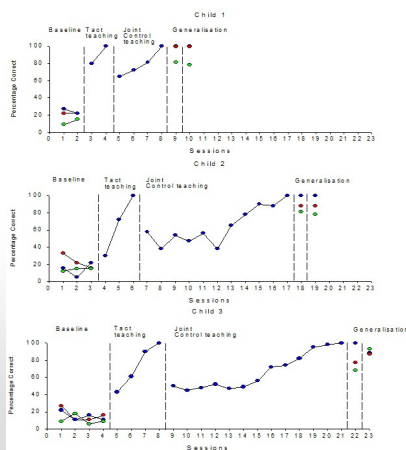 Child 1
Baseline Tact teaching Joint Control teaching Generalisation
Percentage Correct
100
80
60
40
20
0
0 1 2 3 4 5 6 7 8 9 10 11 12 13 14 15 16 17 18 19 20 21 22 23
Sessions
Child 2
Baseline Tact teaching Joint Control teaching Generalisation
Percentage Correct
100
80
60
40
20
0
0 1 2 3 4 5 6 7 8 9 10 11 12 13 14 15 16 17 18 19 20 21 22 23
Sessions
Child 3
Baseline Tact teaching Joint Control teaching Generalisation
Percentage Correct
100
80
60
40
20
0
0 1 2 3 4 5 6 7 8 9 10 11 12 13 14 15 16 17 18 19 20 21 22 23
Sessions